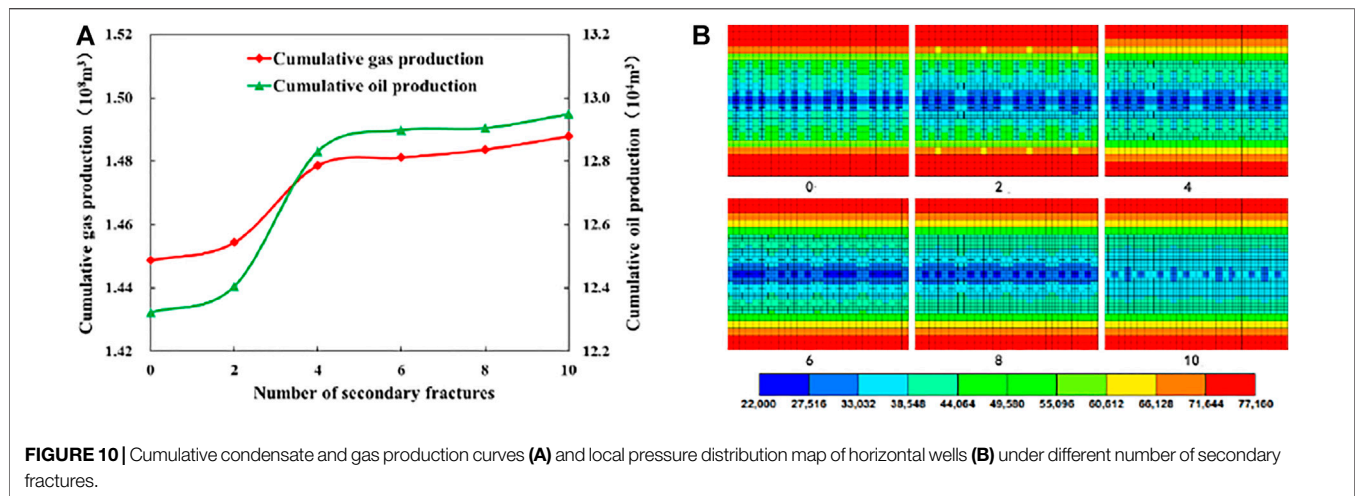 A
1.52
1.50
1.48
1.46
1.44
1.42
Cumulative gas production（10⁸m³）
Cumulative gas production
Cumulative oil production
13.2
13.0
12.8
12.6
12.4
12.2
Cumulative oil production（10⁴m³）
0 2 4 6 8 10
Number of secondary fractures
B
0 2 4
6 8 10
22,000 27,516 33,032 38,548 44,064 49,580 55,096 60,612 66,128 71,644 77,160
FIGURE 10 | Cumulative condensate and gas production curves (A) and local pressure distribution map of horizontal wells (B) under different number of secondary
fractures.